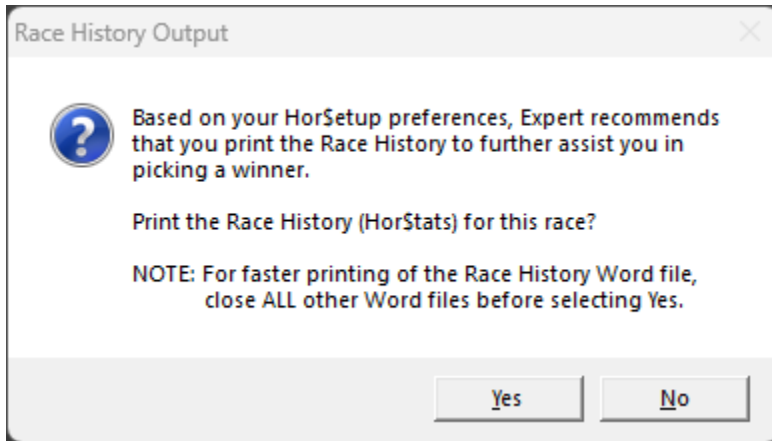 Race History Output
Based on your Hor$etup preferences, Expert recommends
that you print the Race History to further assist you in
picking a winner.
Print the Race History (Hor$tats) for this race?
NOTE: For faster printing of the Race History Word file,
close ALL other Word files before selecting Yes.
Yes
No